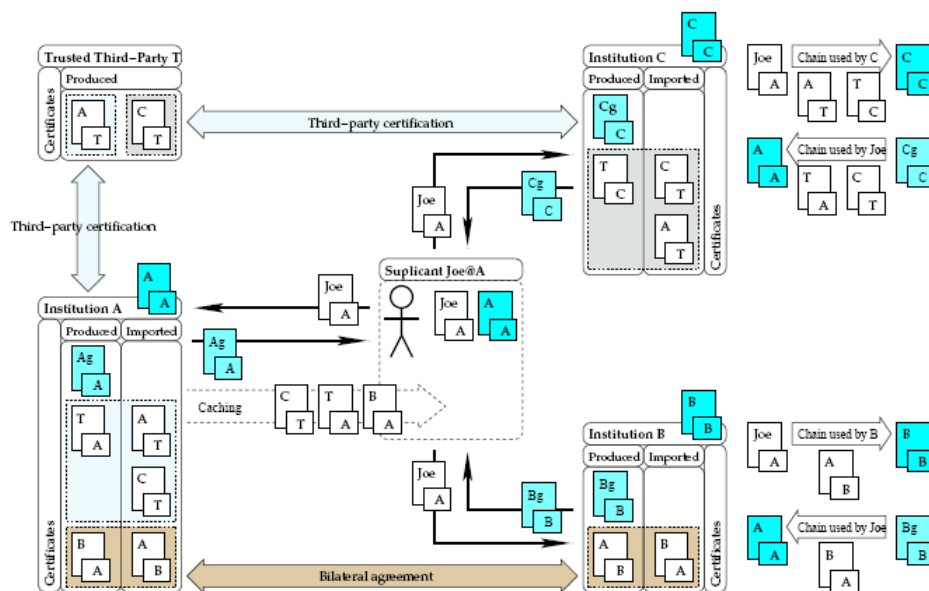 Trusted Third-Party T
Certificates
Produced
A
T
C
T
Third-party certification
Third-party certification
C
C
Institution C
Produced
Imported
Certificates
Cg
C
T
C
C
T
A
T
Joe
A
Chain used by C
C
C
A
T
T
C
A
A
Chain used by Joe
Cg
C
T
A
C
T
Joe
A
Cg
C
Suplicant Joe@A
Joe
A
A
A
Joe
A
Ag
A
Caching
C
T
T
A
B
A
A
A
Institution A
Produced
Imported
Certificates
Ag
A
T
A
A
T
C
T
B
A
A
B
Joe
A
Bg
B
Bilateral agreement
B
B
Institution B
Produced
Imported
Certificates
Bg
B
A
B
B
A
Joe
A
Chain used by B
B
B
A
B
A
A
Chain used by Joe
Bg
B
B
A